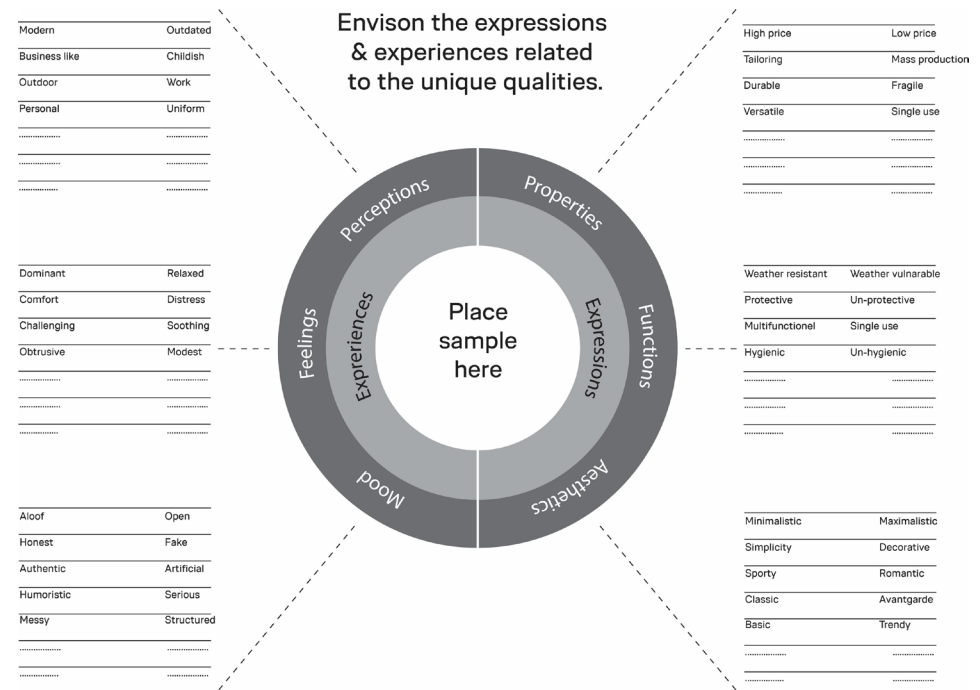 Envison the expressions
& experiences related
to the unique qualities.
Modern Outdated
Business like Childish
Outdoor Work
Personal Uniform
High price Low price
Tailoring Mass production
Durable Fragile
Versatile Single use
Perceptions
Properties
Dominant Relaxed
Comfort Distress
Challenging Soothing
Obtrusive Modest
Feelings
Expreriences
Place
sample
here
Expressions
Functions
Weather resistant Weather vulnarable
Protective Un-protective
Multifunctionel Single use
Hygienic Un-hygienic
Mood
Aesthetics
Aloof Open
Honest Fake
Authentic Artificial
Humoristic Serious
Messy Structured
Minimalistic Maximalistic
Simplicity Decorative
Sporty Romantic
Classic Avantgarde
Basic Trendy